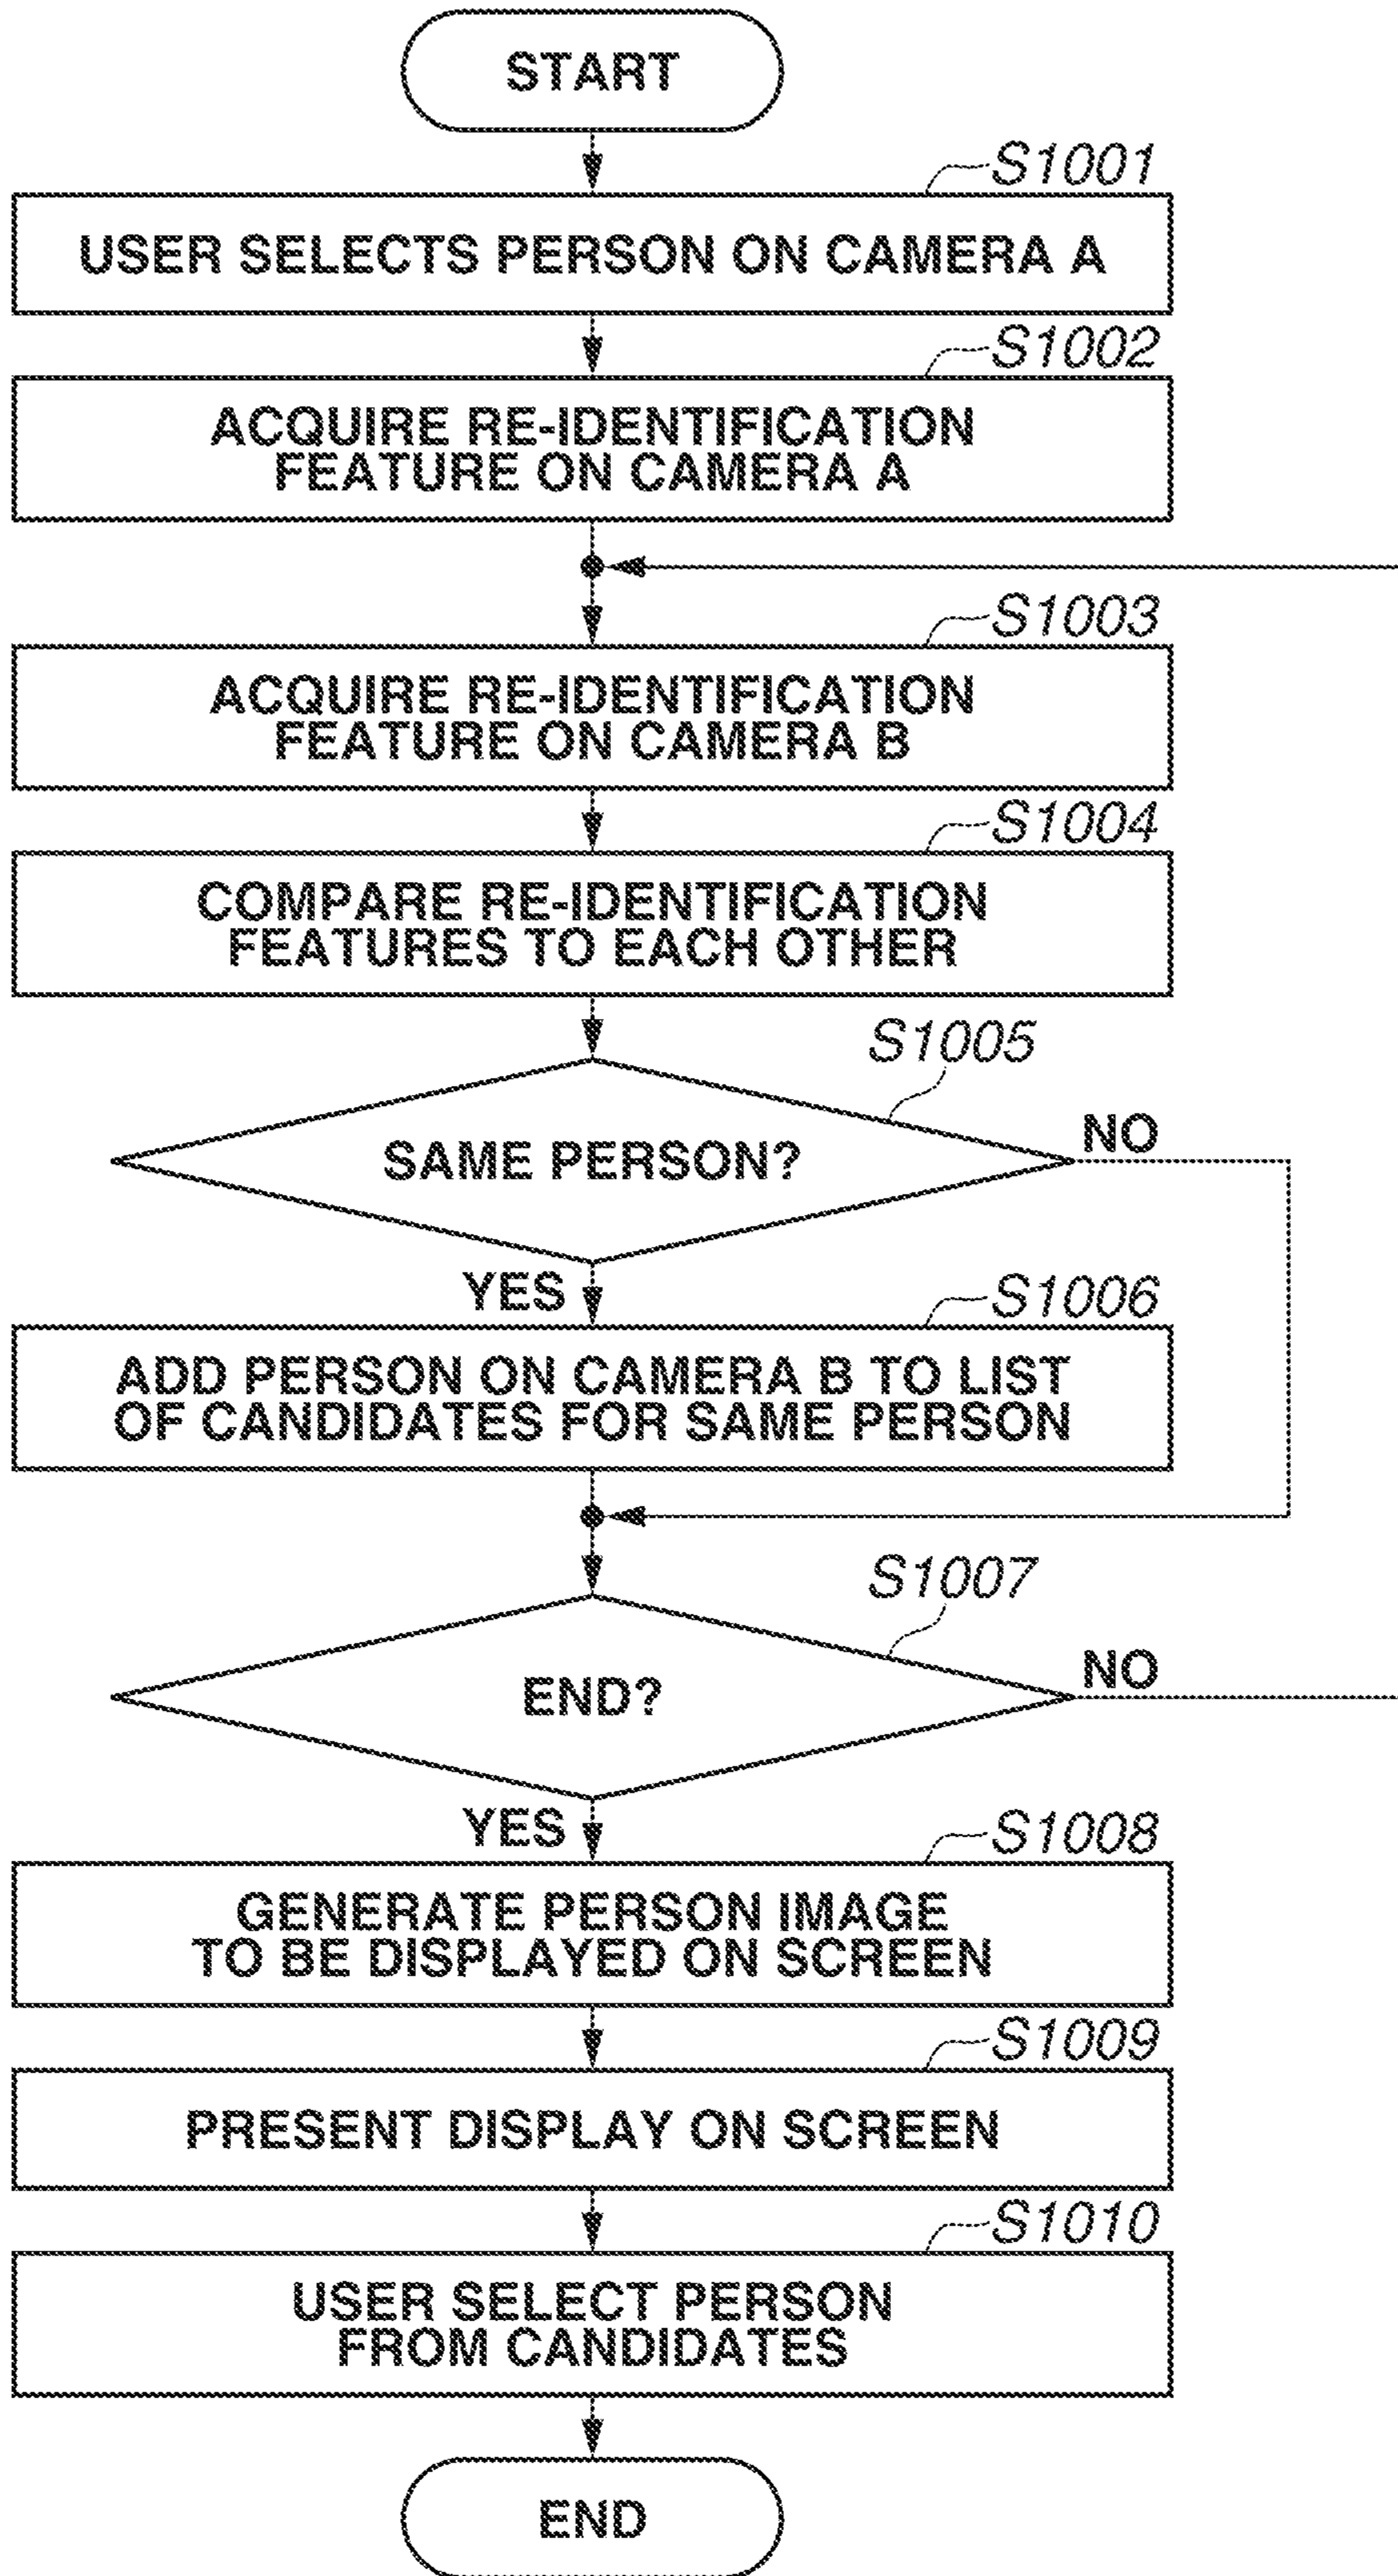 START
S1001
USER SELECTS PERSON ON CAMERA A
S1002
ACQUIRE RE-IDENTIFICATION
FEATURE ON CAMERA A
S1003
ACQUIRE RE-IDENTIFICATION
FEATURE ON CAMERA B
S1004
COMPARE RE-IDENTIFICATION
FEATURES TO EACH OTHER
S1005
SAME PERSON?
NO
YES
S1006
ADD PERSON ON CAMERA B TO LIST
OF CANDIDATES FOR SAME PERSON
S1007
END?
NO
YES
S1008
GENERATE PERSON IMAGE
TO BE DISPLAYED ON SCREEN
S1009
PRESENT DISPLAY ON SCREEN
S1010
USER SELECT PERSON
FROM CANDIDATES
END